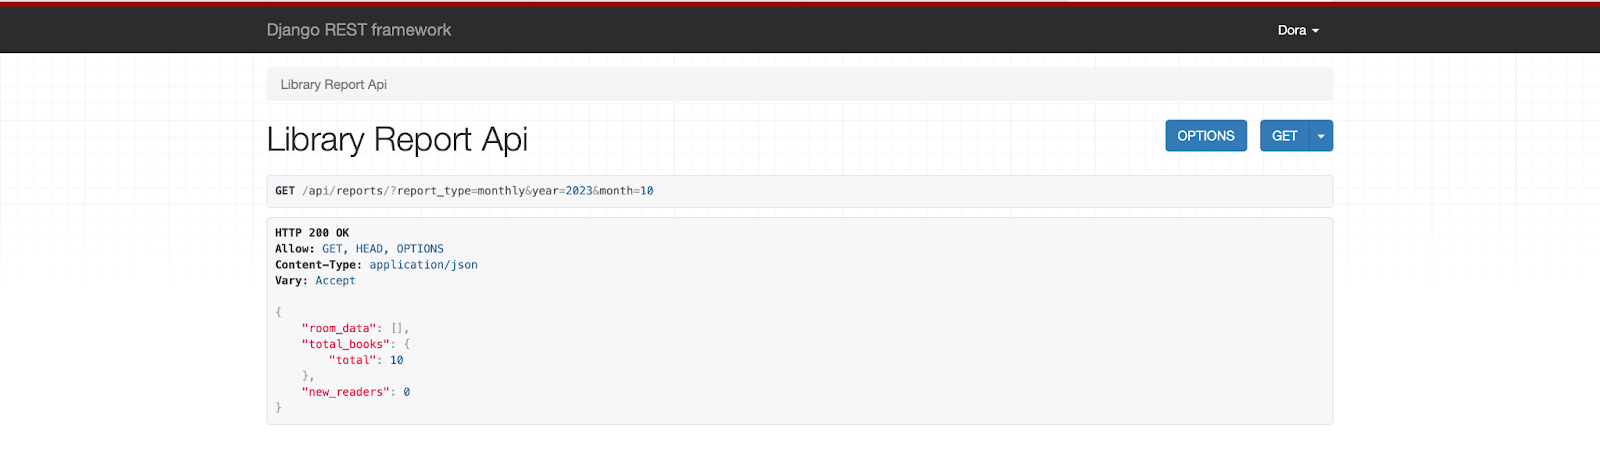 Django REST framework
Dora
Library Report Api
Library Report Api
OPTIONS
GET
GET /api/reports/?report_type=monthly&year=2023&month=10
HTTP 200 OK
Allow: GET, HEAD, OPTIONS
Content-Type: application/json
Vary: Accept
{
"room_data": [],
"total_books": {
"total": 10
},
"new_readers": 0
}